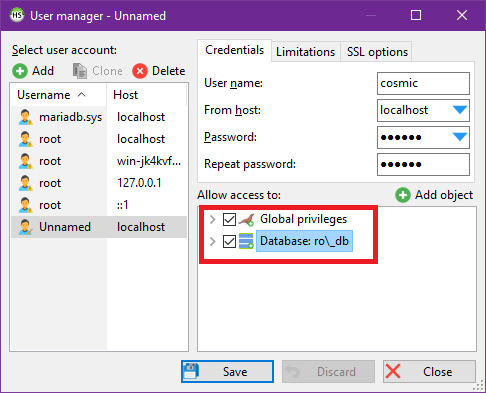 HS User manager - Unnamed
Select user account:
Add Clone Delete
Username Host
mariadb.sys localhost
root localhost
root win-jk4kvf...
root 127.0.0.1
root ::1
Unnamed localhost
Credentials Limitations SSL options
User name: cosmic
From host: localhost
Password: ●●●●●●
Repeat password: ●●●●●●
Allow access to: Add object
Global privileges
Database: ro\_db
Save Discard Close